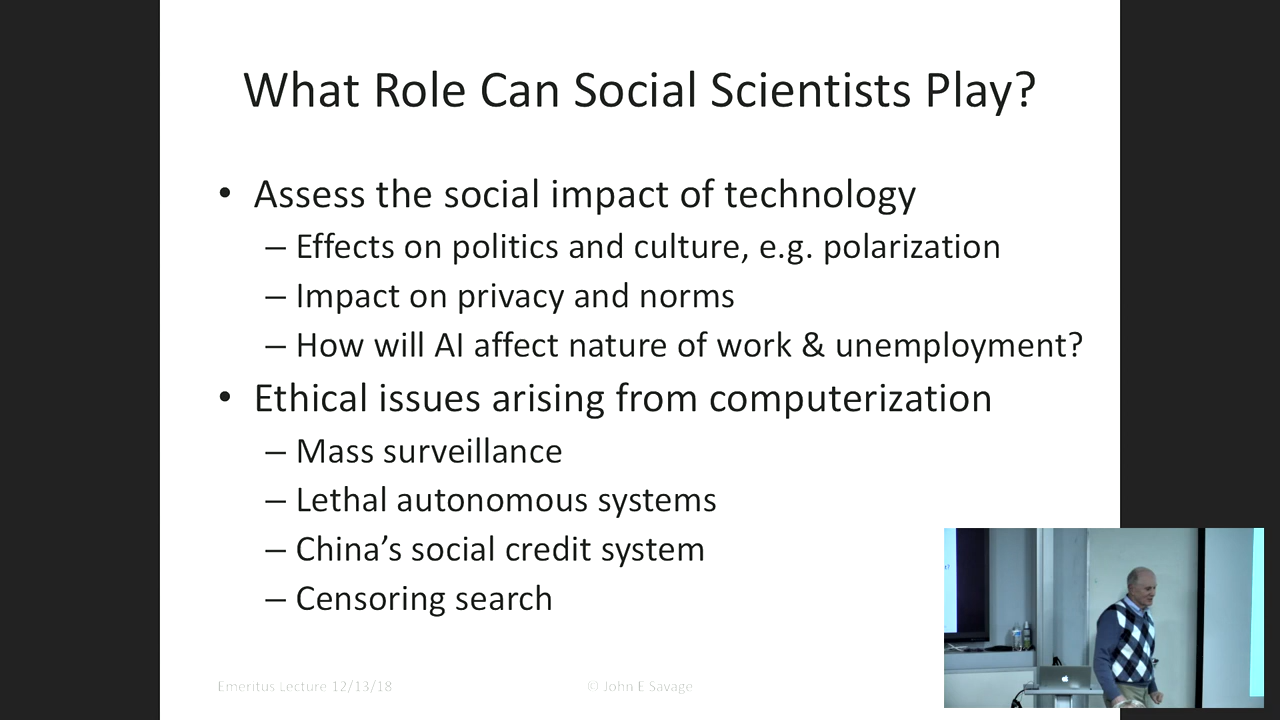 What Role Can Social Scientists Play?
• Assess the social impact of technology
– Effects on politics and culture, e.g. polarization
– Impact on privacy and norms
– How will AI affect nature of work & unemployment?
• Ethical issues arising from computerization
– Mass surveillance
– Lethal autonomous systems
– China’s social credit system
– Censoring search
Emeritus Lecture 12/13/18
© John E Savage